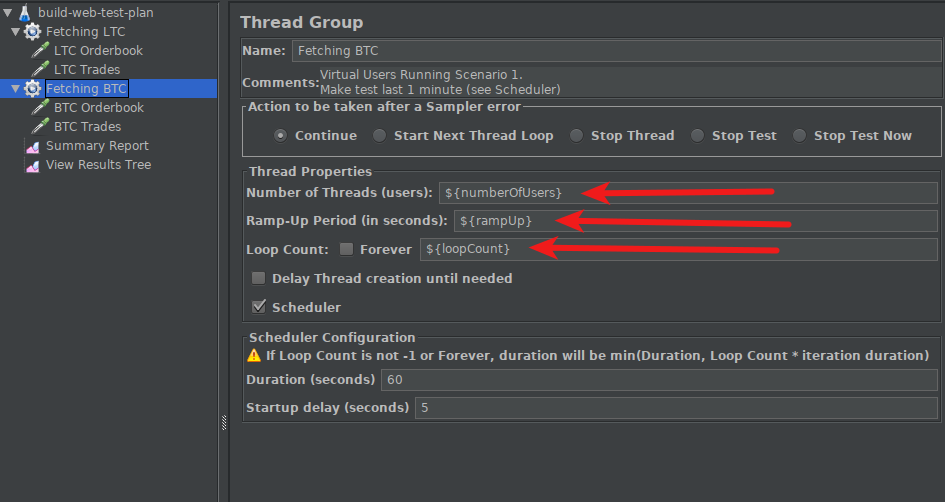 build-web-test-plan
Fetching LTC
LTC Orderbook
LTC Trades
Fetching BTC
BTC Orderbook
BTC Trades
Summary Report
View Results Tree
Thread Group
Name: Fetching BTC
Comments: Virtual Users Running Scenario 1.
Make test last 1 minute (see Scheduler)
Action to be taken after a Sampler error
Continue Start Next Thread Loop Stop Thread Stop Test Stop Test Now
Thread Properties
Number of Threads (users): ${numberOfUsers}
Ramp-Up Period (in seconds): ${rampUp}
Loop Count: Forever ${loopCount}
Delay Thread creation until needed
Scheduler
Scheduler Configuration
If Loop Count is not -1 or Forever, duration will be min(Duration, Loop Count * iteration duration)
Duration (seconds) 60
Startup delay (seconds) 5